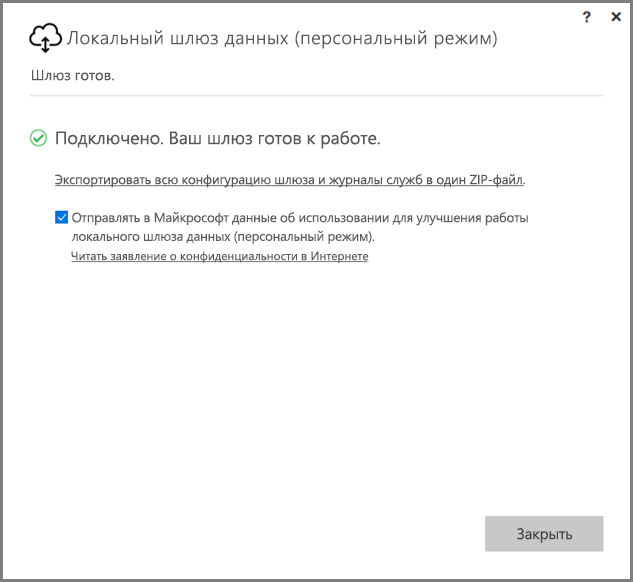 ? ×
Локальный шлюз данных (персональный режим)
Шлюз готов.
Подключено. Ваш шлюз готов к работе.
Экспортировать всю конфигурацию шлюза и журналы служб в один ZIP-файл.
Отправлять в Майкрософт данные об использовании для улучшения работы
локального шлюза данных (персональный режим).
Читать заявление о конфиденциальности в Интернете
Закрыть